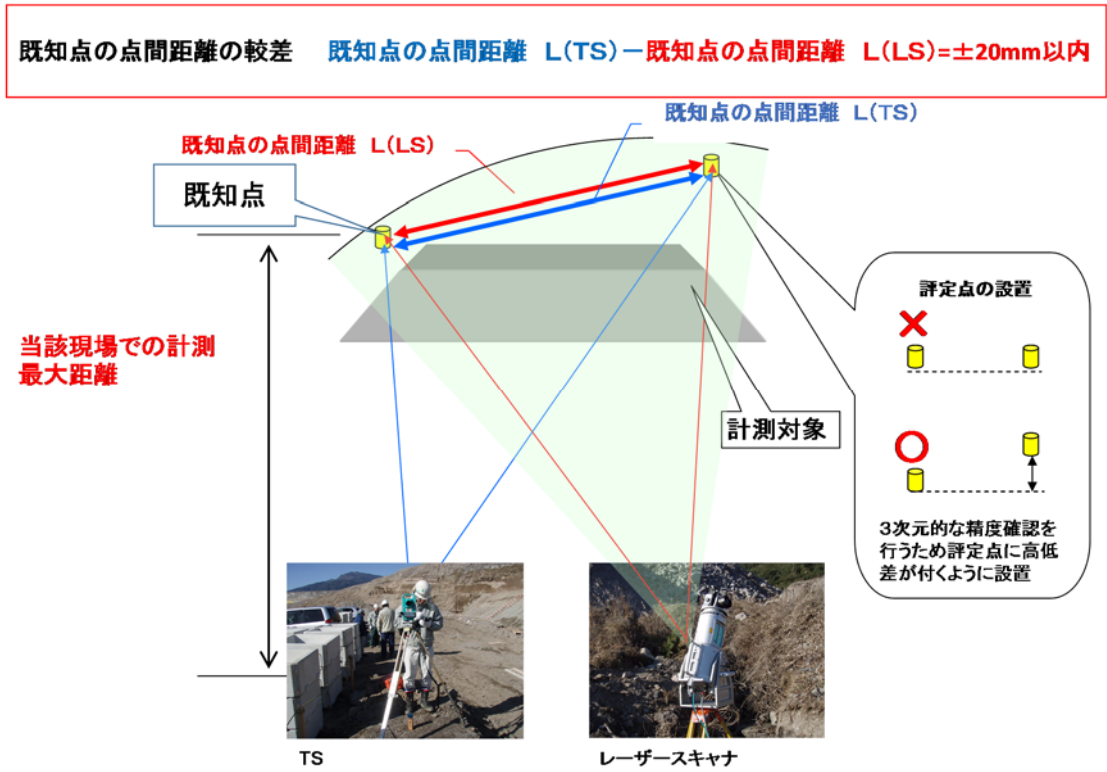 既知点の点間距離の較差　既知点の点間距離　L(TS)－既知点の点間距離　L(LS)=±20mm以内
既知点の点間距離　L(TS)
既知点の点間距離　L(LS)
既知点
評定点の設置
当該現場での計測
最大距離
計測対象
3次元的な精度確認を
行うため評定点に高低
差が付くように設置
TS
レーザースキャナ